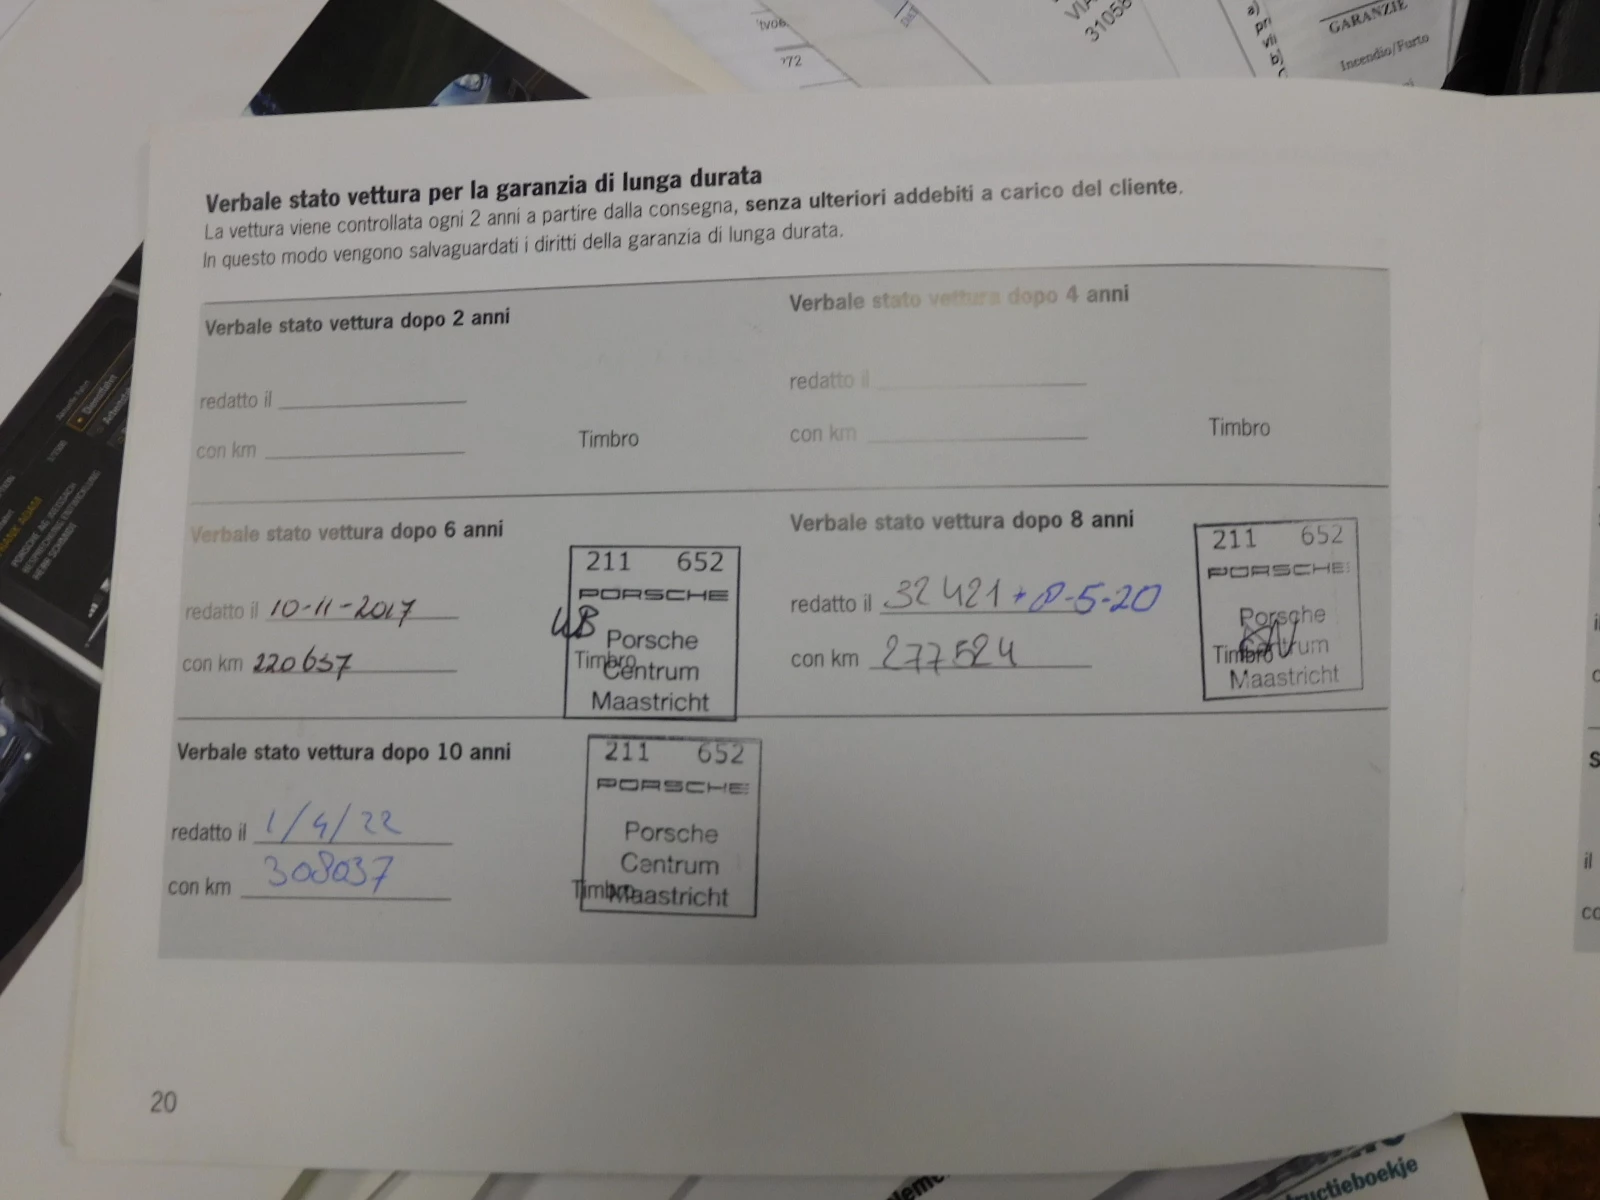 GARANZIE
Incendio/Furto
31058
Verbale stato vettura per la garanzia di lunga durata
La vettura viene controllata ogni 2 anni a partire dalla consegna, senza ulteriori addebiti a carico del cliente.
In questo modo vengono salvaguardati i diritti della garanzia di lunga durata.
Verbale stato vettura dopo 2 anni
redatto il
con km
Timbro
Verbale stato vettura dopo 4 anni
redatto il
con km
Timbro
Verbale stato vettura dopo 6 anni
redatto il 10-11-2017
con km 220657
Timbro
211 652
PORSCHE
Porsche
Centrum
Maastricht
Verbale stato vettura dopo 8 anni
redatto il 32421 + 8-5-20
con km 277524
Timbro
211 652
PORSCHE
Porsche
Centrum
Maastricht
Verbale stato vettura dopo 10 anni
redatto il 1/4/22
con km 308037
Timbro
211 652
PORSCHE
Porsche
Centrum
Maastricht
20